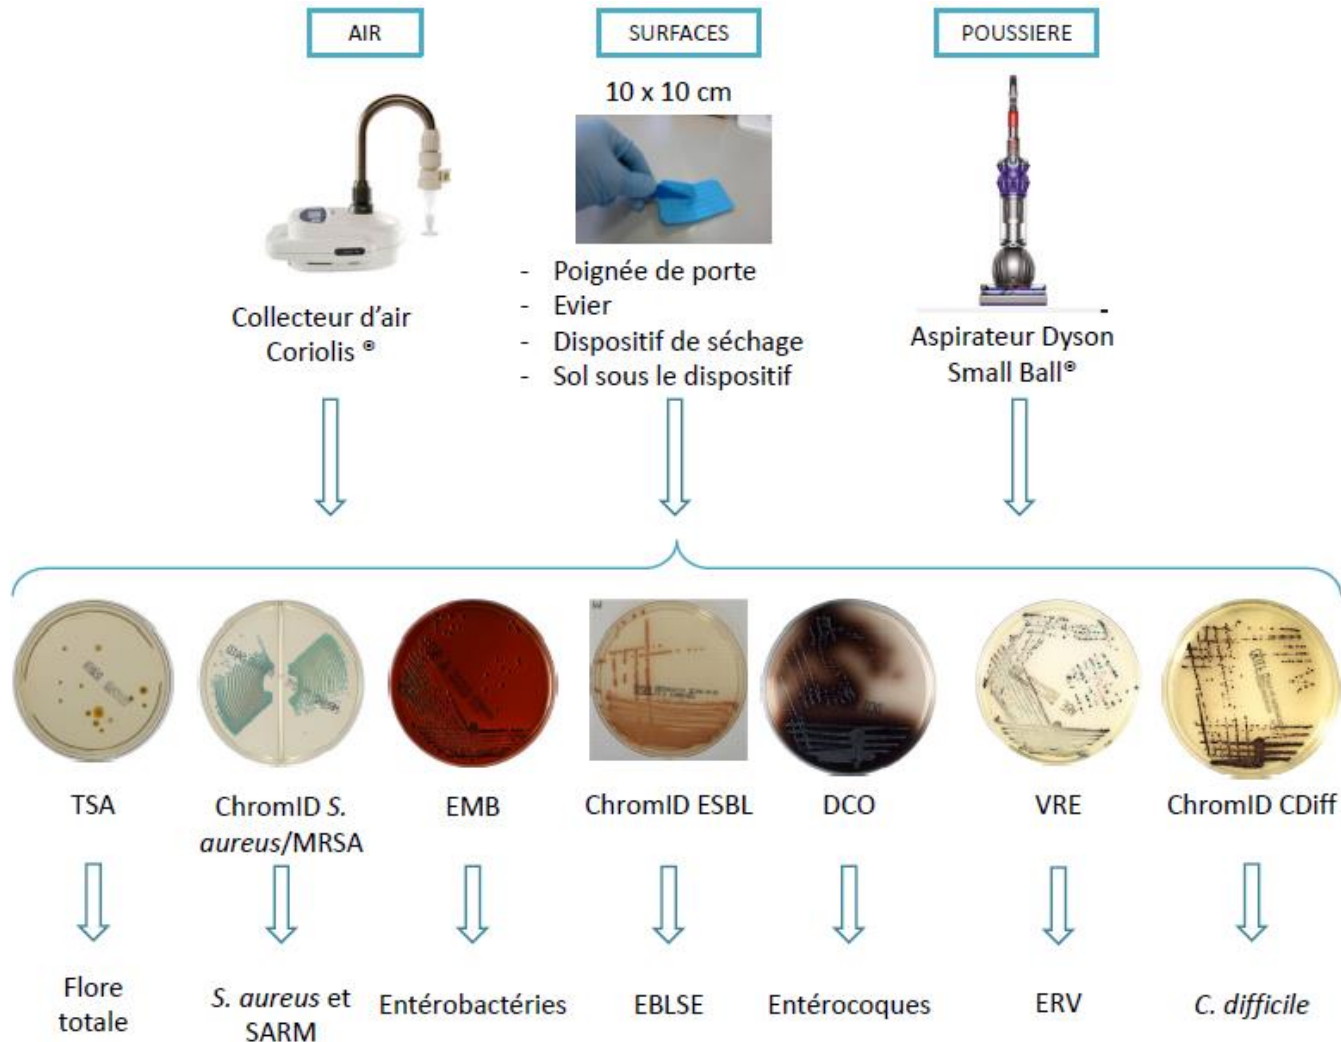 AIR
SURFACES
POUSSIERE
10 x 10 cm
- Poignée de porte
- Evier
- Dispositif de séchage
- Sol sous le dispositif
Collecteur d’air
Coriolis ®
Aspirateur Dyson
Small Ball®
TSA
ChromID S.
aureus/MRSA
EMB
ChromID ESBL
DCO
VRE
ChromID CDiff
Flore
totale
S. aureus et
SARM
Entérobactéries
EBLSE
Entérocoques
ERV
C. difficile